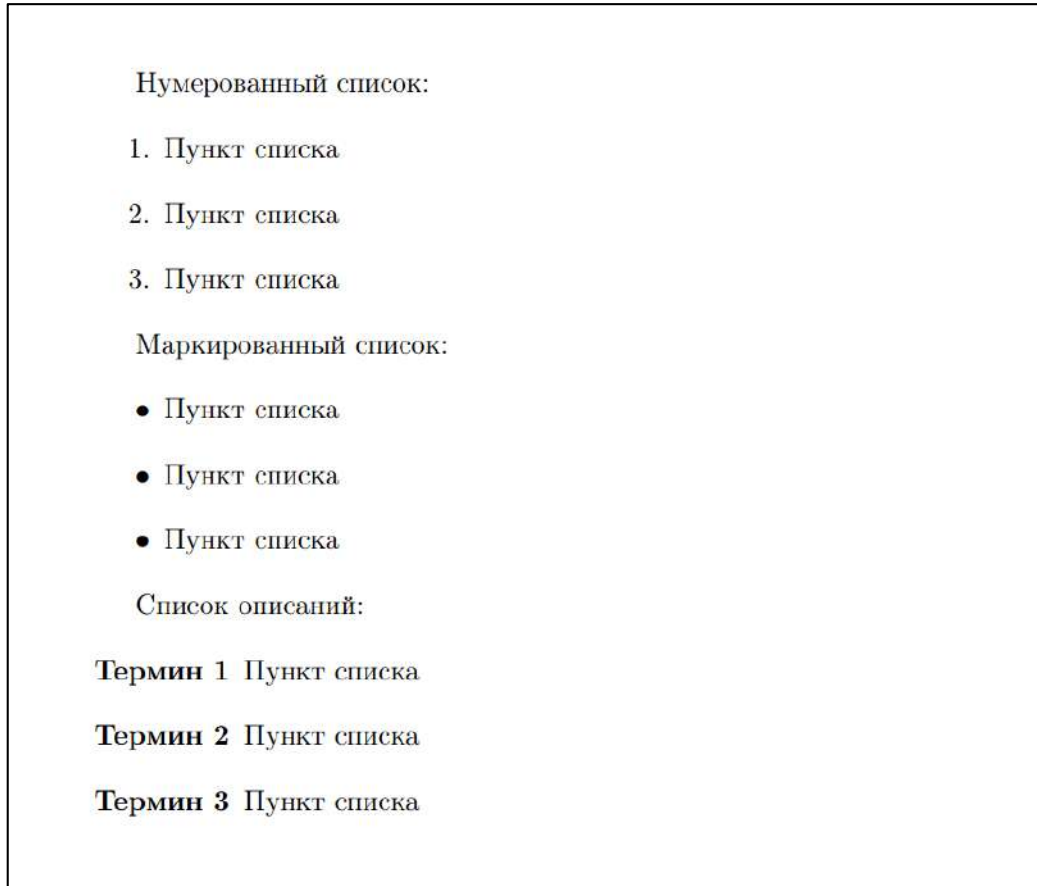 Нумерованный список:
1. Пункт списка
2. Пункт списка
3. Пункт списка
Маркированный список:
• Пункт списка
• Пункт списка
• Пункт списка
Список описаний:
Термин 1 Пункт списка
Термин 2 Пункт списка
Термин 3 Пункт списка